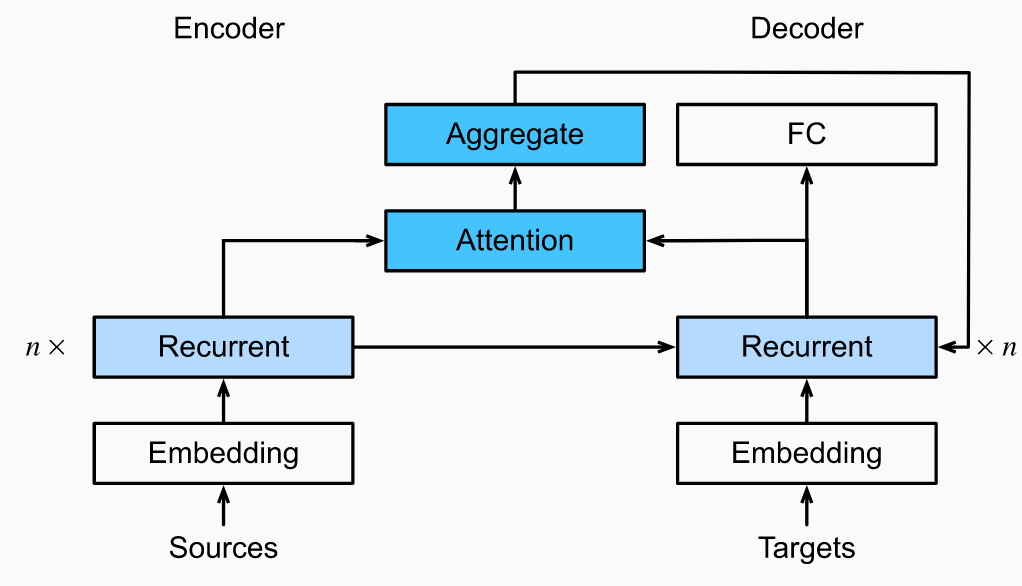 Encoder
Decoder
Aggregate
FC
Attention
n ×
Recurrent
Recurrent
× n
Embedding
Embedding
Sources
Targets